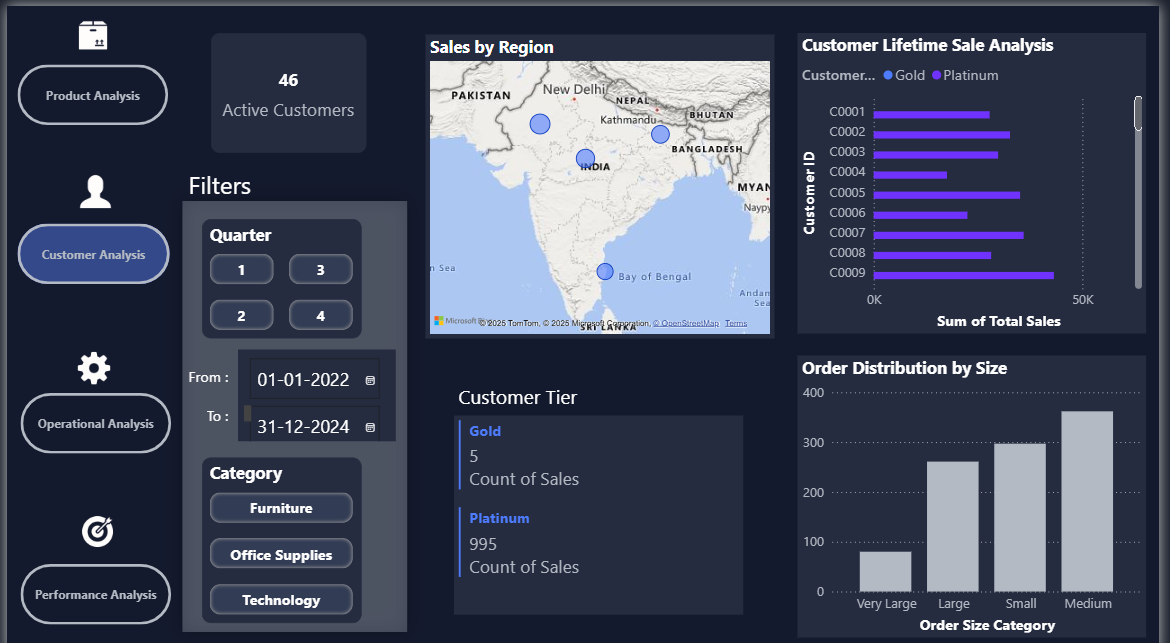 Product Analysis
Customer Analysis
Operational Analysis
Performance Analysis
46
Active Customers
Filters
Quarter
1
3
2
4
From :
01-01-2022
To :
31-12-2024
Category
Furniture
Office Supplies
Technology
Sales by Region
PAKISTAN
New Delhi
NEPAL
Kathmandu
BHUTAN
BANGLADESH
INDIA
MYAN
Naypy
n Sea
Bay of Bengal
Andan
Sea
SRI LANKA
Microsoft
© 2025 TomTom, © 2025 Microsoft Corporation, © OpenStreetMap Terms
Customer Tier
Gold
5
Count of Sales
Platinum
995
Count of Sales
Customer Lifetime Sale Analysis
Customer... Gold Platinum
Customer ID
C0001
C0002
C0003
C0004
C0005
C0006
C0007
C0008
C0009
0K 50K
Sum of Total Sales
Order Distribution by Size
400
300
200
100
0
Very Large Large Small Medium
Order Size Category